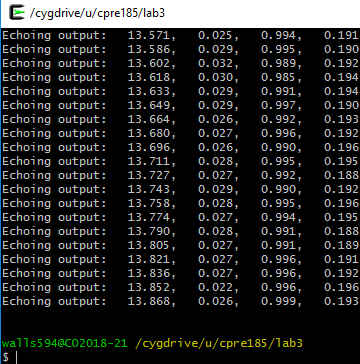 /cygdrive/u/cpre185/lab3
Echoing output: 13.571, 0.025, 0.994, 0.191
Echoing output: 13.586, 0.029, 0.995, 0.190
Echoing output: 13.602, 0.032, 0.989, 0.192
Echoing output: 13.618, 0.030, 0.985, 0.194
Echoing output: 13.633, 0.029, 0.991, 0.194
Echoing output: 13.649, 0.029, 0.997, 0.190
Echoing output: 13.664, 0.026, 0.992, 0.193
Echoing output: 13.680, 0.027, 0.996, 0.192
Echoing output: 13.696, 0.026, 0.990, 0.196
Echoing output: 13.711, 0.028, 0.995, 0.195
Echoing output: 13.727, 0.027, 0.992, 0.188
Echoing output: 13.743, 0.029, 0.990, 0.192
Echoing output: 13.758, 0.028, 0.995, 0.196
Echoing output: 13.774, 0.027, 0.994, 0.195
Echoing output: 13.790, 0.028, 0.991, 0.190
Echoing output: 13.805, 0.027, 0.991, 0.189
Echoing output: 13.821, 0.027, 0.996, 0.191
Echoing output: 13.836, 0.027, 0.996, 0.193
Echoing output: 13.852, 0.022, 0.996, 0.196
Echoing output: 13.868, 0.026, 0.999, 0.193
walls594@CO2018-21 /cygdrive/u/cpre185/lab3
$